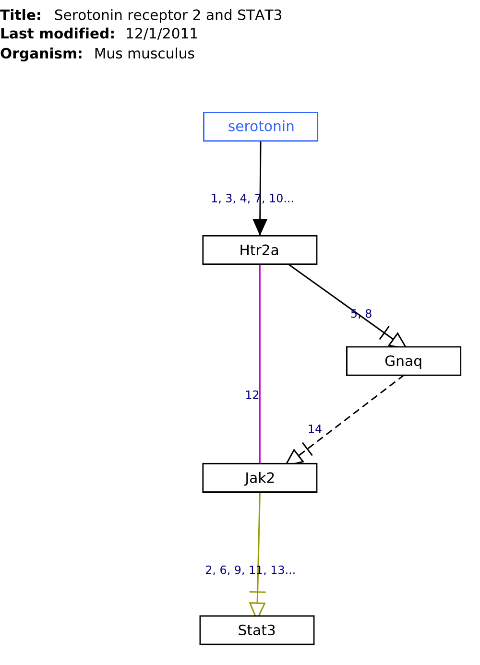 Title: Serotonin receptor 2 and STAT3
Last modified: 12/1/2011
Organism: Mus musculus
serotonin
1, 3, 4, 7, 10...
Htr2a
5, 8
Gnaq
12
14
Jak2
2, 6, 9, 11, 13...
Stat3